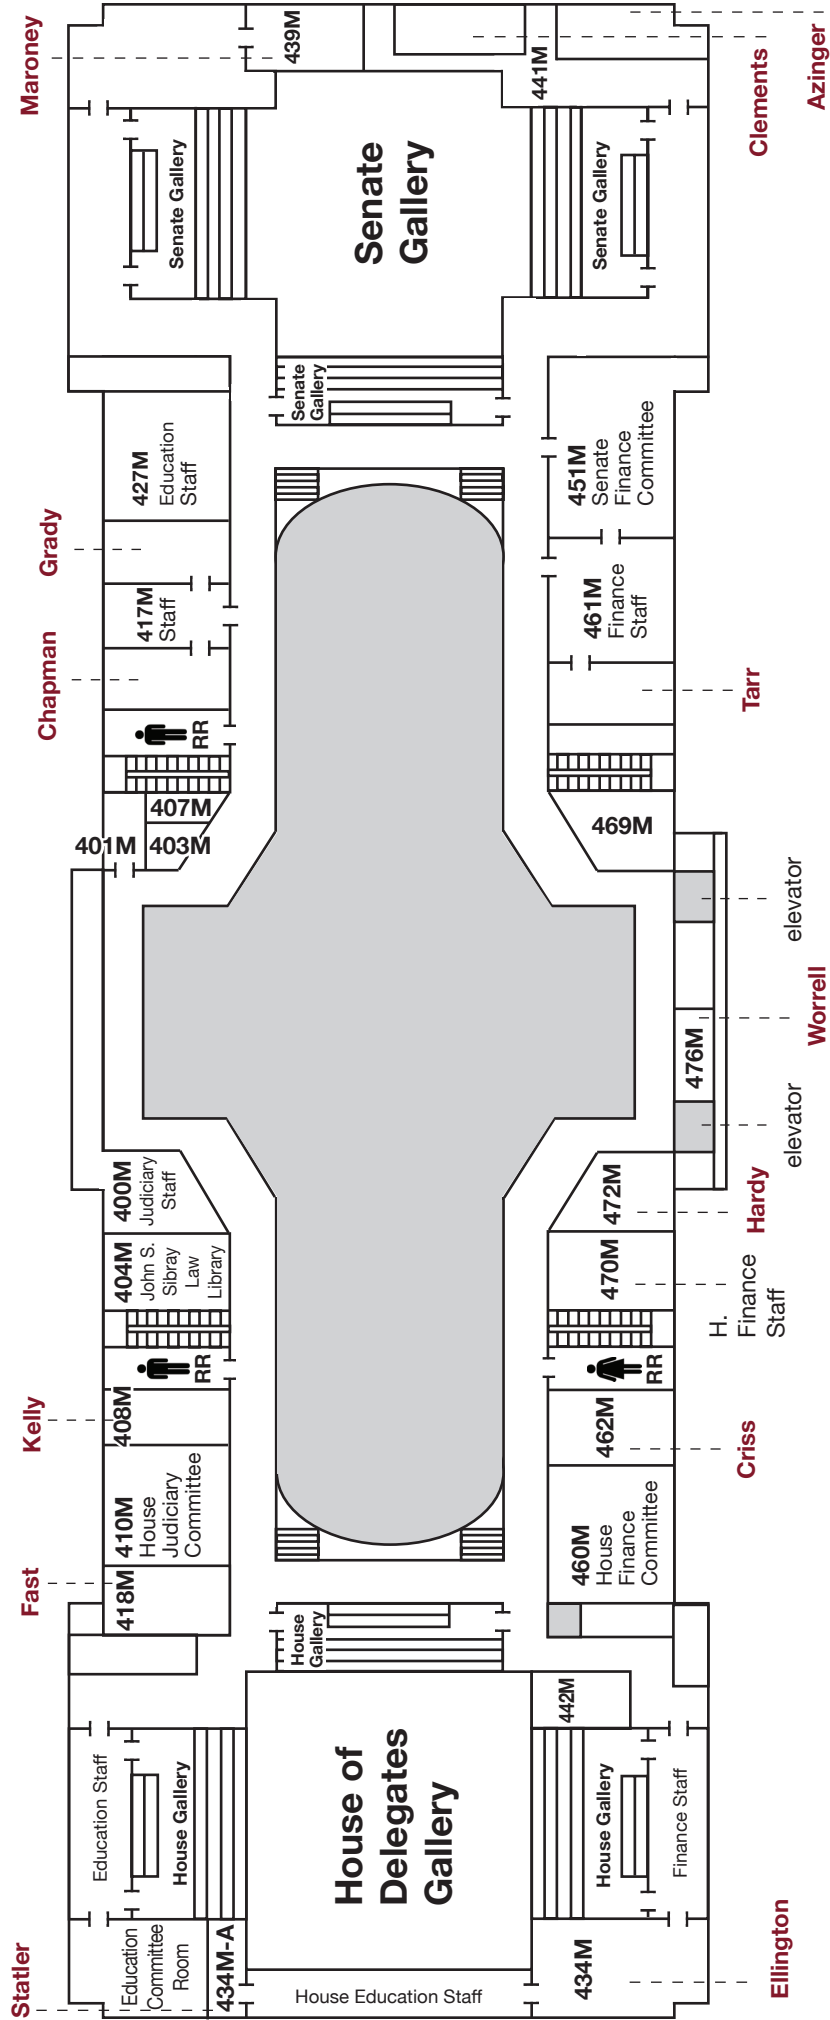 Maroney
439M
441M
Clements
Azinger
Senate Gallery
Senate
Gallery
Senate Gallery
Senate
Gallery
427M
Education
Staff
Grady
417M
Staff
Chapman
RR
407M
401M
403M
451M
Senate
Finance
Committee
461M
Finance
Staff
Tarr
469M
elevator
Worrell
476M
elevator
400M
Judiciary
Staff
404M
John S.
Sibray
Law
Library
472M
Hardy
470M
H.
Finance
Staff
RR
Kelly
408M
RR
462M
Criss
410M
House
Judiciary
Committee
Fast
418M
460M
House
Finance
Committee
House
Gallery
442M
Education Staff
House Gallery
House of
Delegates
Gallery
House Gallery
Finance Staff
Statler
Education
Committee
Room
434M-A
House Education Staff
434M
Ellington